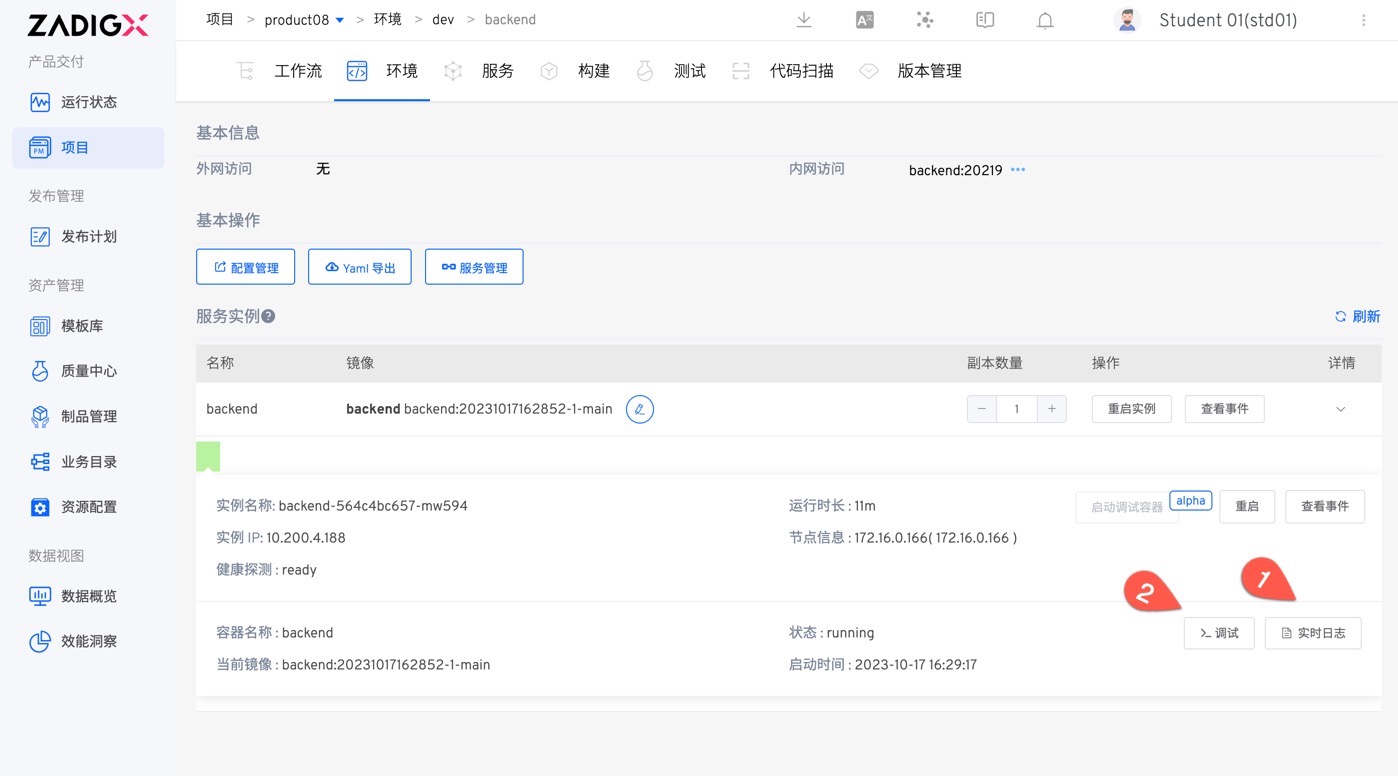 ZADIGX
产品交付
运行状态
项目
发布管理
发布计划
资产管理
模板库
质量中心
制品管理
业务目录
资源配置
数据视图
数据概览
效能洞察
项目 > product08 > 环境 > dev > backend
Student 01(std01)
工作流 环境 服务 构建 测试 代码扫描 版本管理
基本信息
外网访问 无 内网访问 backend:20219 •••
基本操作
配置管理 Yaml 导出 服务管理
服务实例 ? 刷新
名称 镜像 副本数量 操作 详情
backend backend backend:20231017162852-1-main − 1 + 重启实例 查看事件
实例名称: backend-564c4bc657-mw594 运行时长 : 11m 启动调试容器 alpha 重启 查看事件
实例 IP: 10.200.4.188 节点信息 : 172.16.0.166( 172.16.0.166 )
健康探测 : ready
2 1
容器名称 : backend 状态 : running >_ 调试 实时日志
当前镜像 : backend:20231017162852-1-main 启动时间 : 2023-10-17 16:29:17